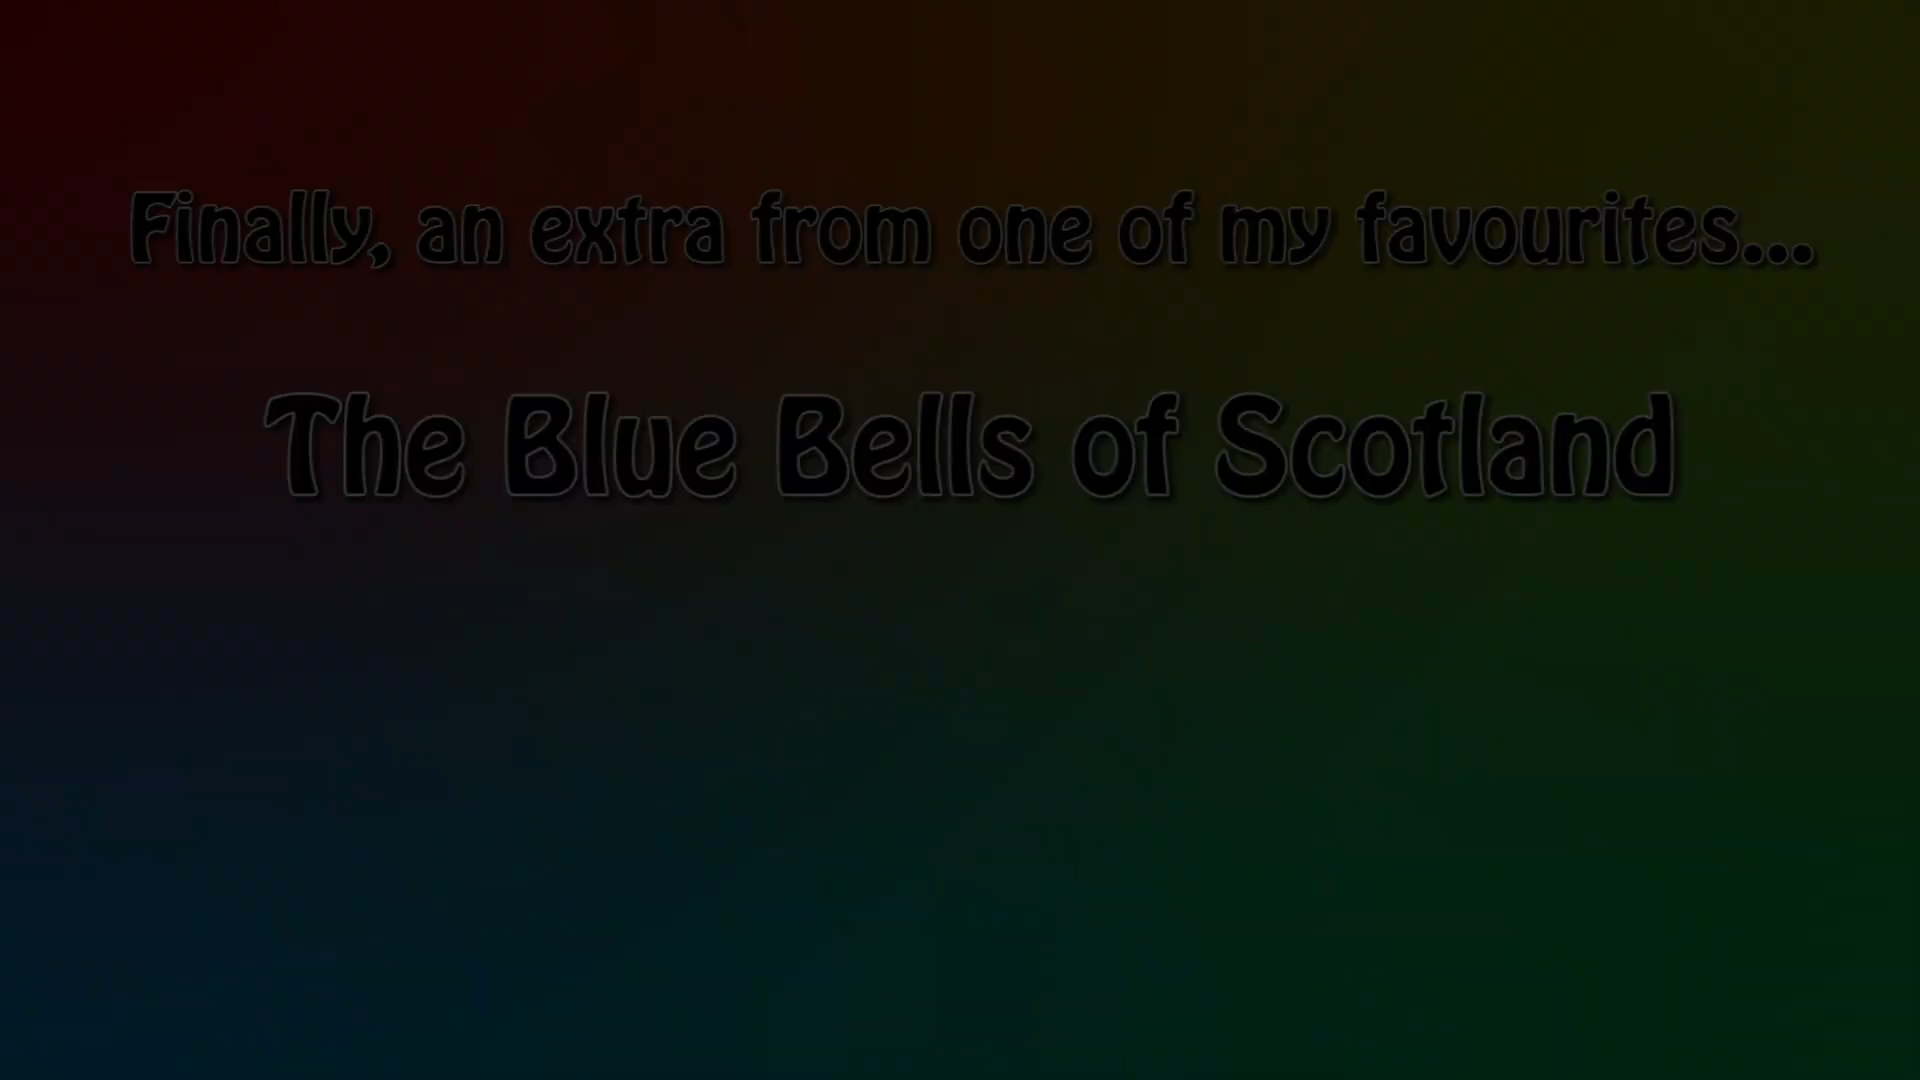 Finally, an extra from one of my favourites...
The Blue Bells of Scotland